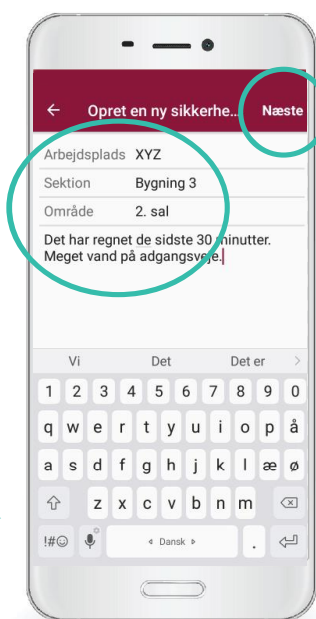 ← Opret en ny sikkerhe... Næste
Arbejdsplads XYZ
Sektion Bygning 3
Område 2. sal
Det har regnet de sidste 30 minutter.
Meget vand på adgangsveje.
Vi Det Det er >
1 2 3 4 5 6 7 8 9 0
q w e r t y u i o p å
a s d f g h j k l æ ø
z x c v b n m
!#☺ Dansk .